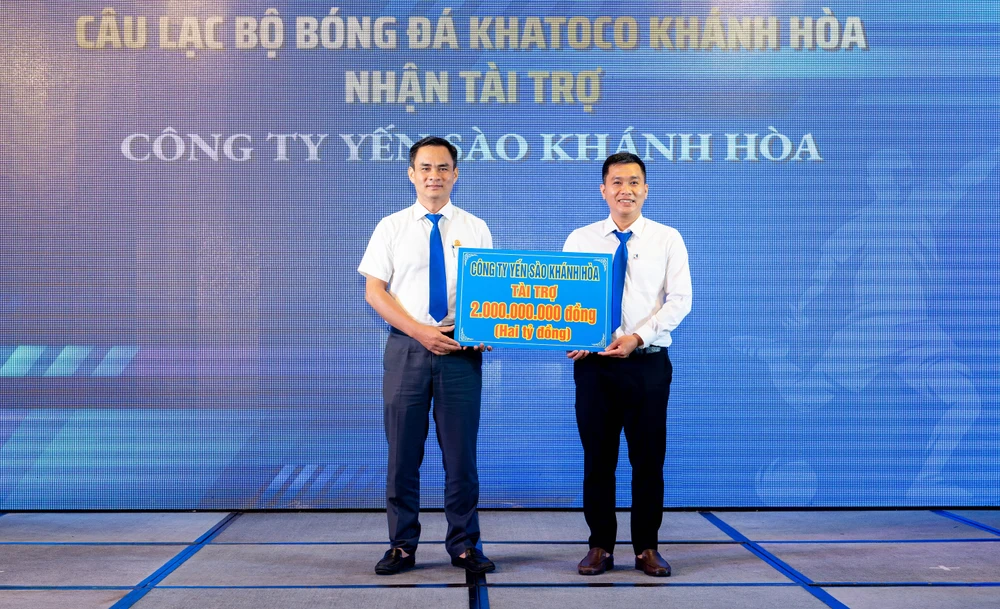 CÂU LẠC BỘ BÓNG ĐÁ KHATOCO KHÁNH HÒA
NHẬN TÀI TRỢ
CÔNG TY YẾN SÀO KHÁNH HÒA
CÔNG TY YẾN SÀO KHÁNH HÒA
TÀI TRỢ
2.000.000.000 đồng
(Hai tỷ đồng)